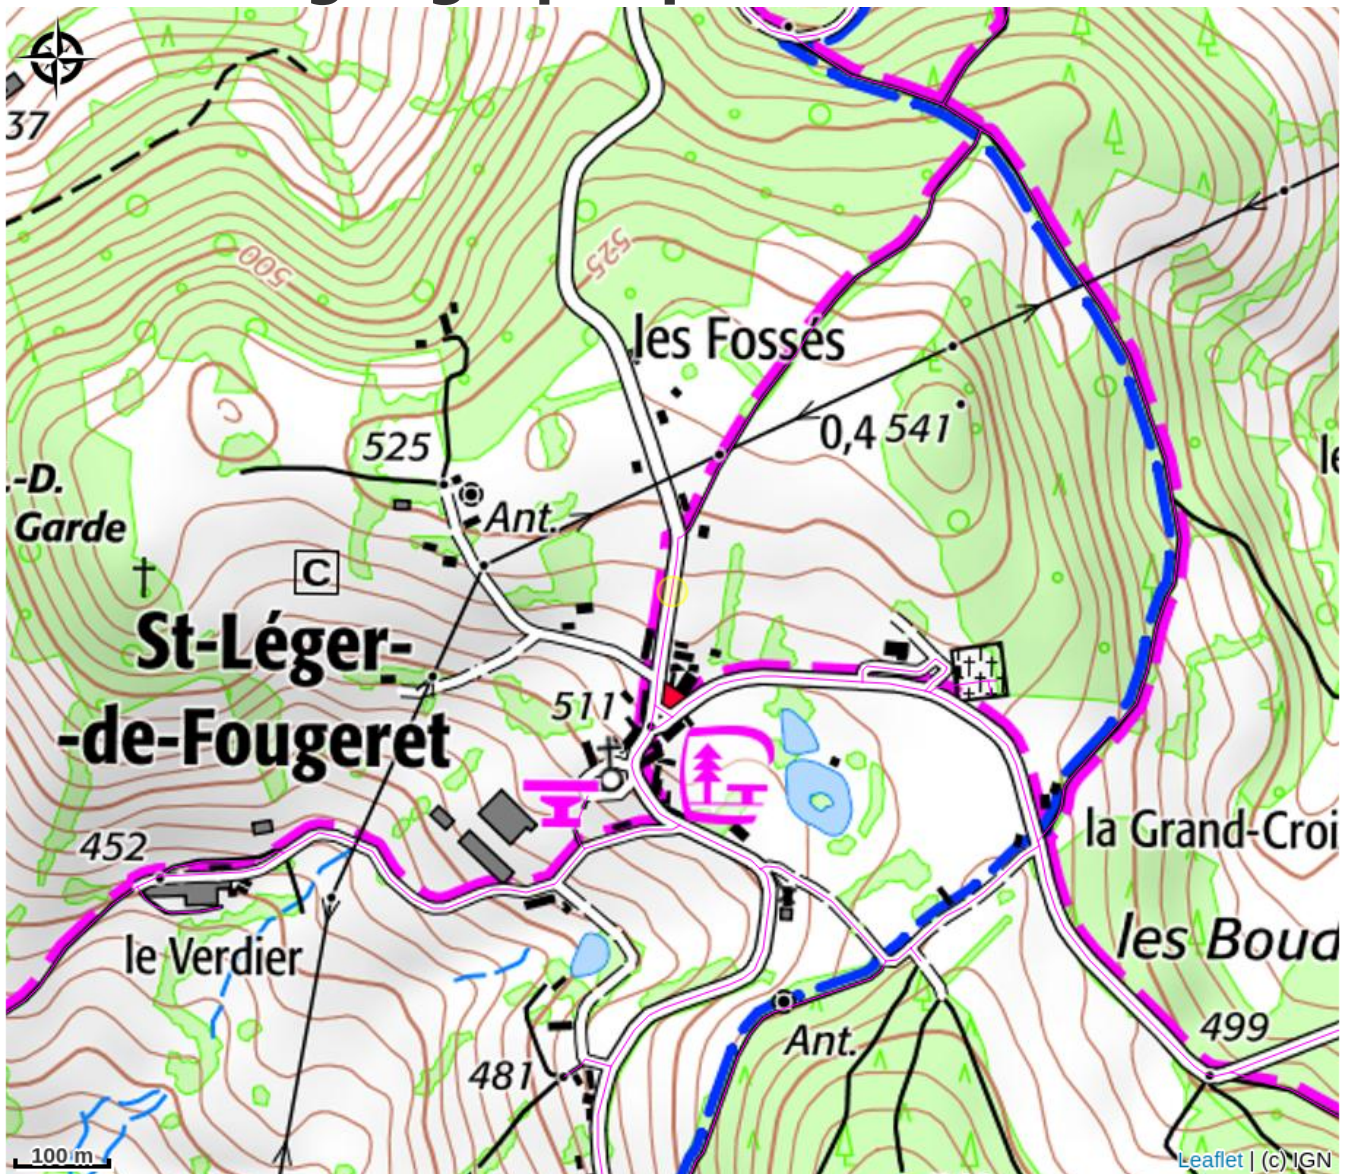 37
500
525
les Fossés
0,4 541
525
.-D.
Garde
Ant.
C
St-Léger-
-de-Fougeret
511
452
la Grand-Croi
le Verdier
les Boud
499
Ant.
481
100 m
Leaflet | (c) IGN